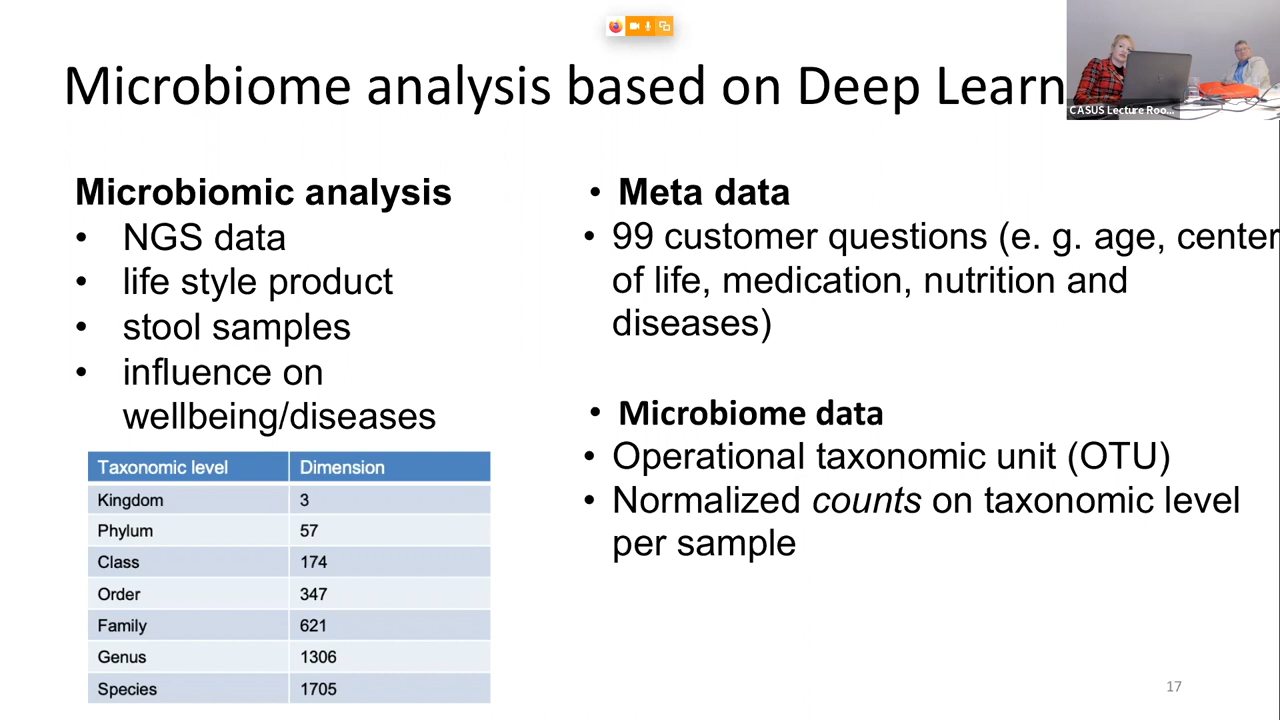 Microbiome analysis based on Deep Learn
CASUS Lecture Roo...
Microbiomic analysis
• NGS data
• life style product
• stool samples
• influence on
wellbeing/diseases
Taxonomic level Dimension
Kingdom 3
Phylum 57
Class 174
Order 347
Family 621
Genus 1306
Species 1705
• Meta data
• 99 customer questions (e. g. age, center
of life, medication, nutrition and
diseases)
• Microbiome data
• Operational taxonomic unit (OTU)
• Normalized counts on taxonomic level
per sample
17